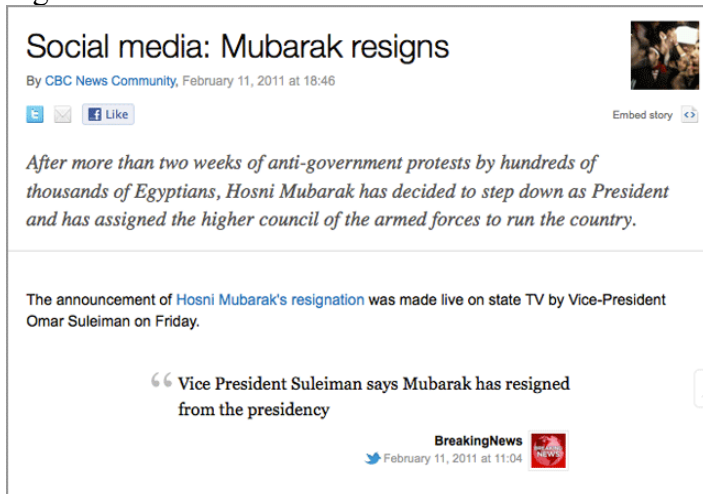 Social media: Mubarak resigns
By CBC News Community, February 11, 2011 at 18:46
Like
Embed story
After more than two weeks of anti-government protests by hundreds of
thousands of Egyptians, Hosni Mubarak has decided to step down as President
and has assigned the higher council of the armed forces to run the country.
The announcement of Hosni Mubarak's resignation was made live on state TV by Vice-President
Omar Suleiman on Friday.
“ Vice President Suleiman says Mubarak has resigned
from the presidency
BreakingNews
February 11, 2011 at 11:04
BREAKING
NEWS